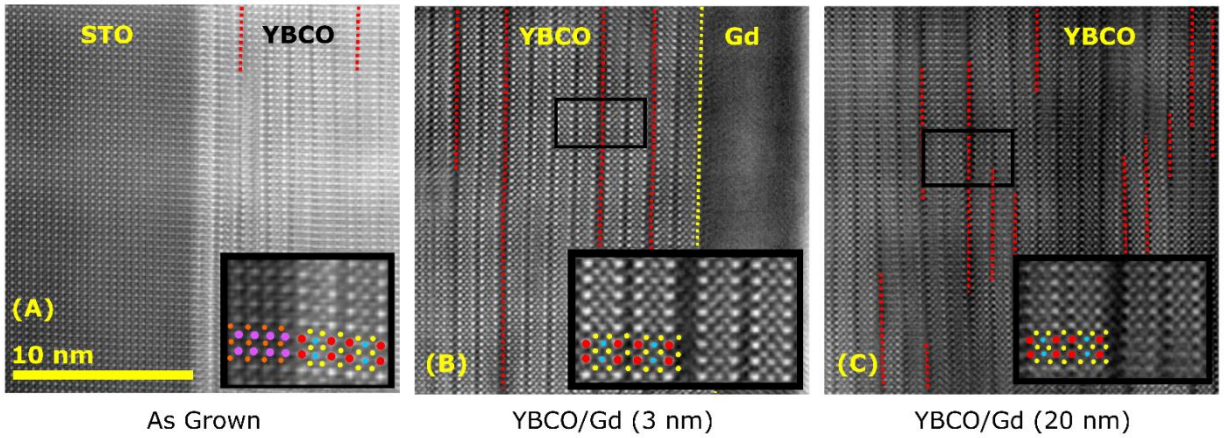 STO
YBCO
(A)
10 nm
As Grown
YBCO
Gd
(B)
YBCO/Gd (3 nm)
YBCO
(C)
YBCO/Gd (20 nm)